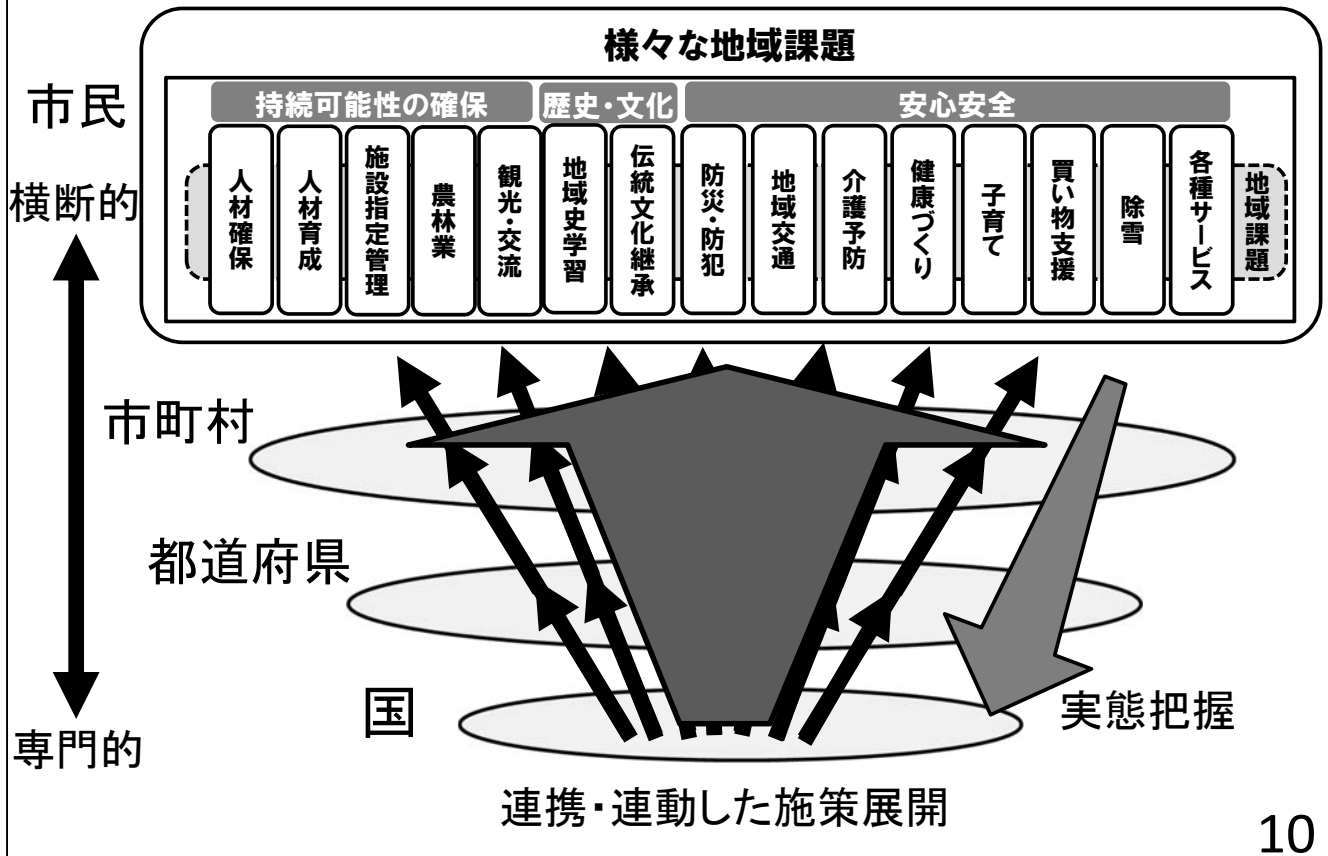 様々な地域課題
市民
持続可能性の確保
歴史・文化
安心安全
横断的
人材確保
人材育成
施設指定管理
農林業
観光・交流
地域史学習
伝統文化継承
防災・防犯
地域交通
介護予防
健康づくり
子育て
買い物支援
除雪
各種サービス
地域課題
市町村
都道府県
国
実態把握
専門的
連携・連動した施策展開
10